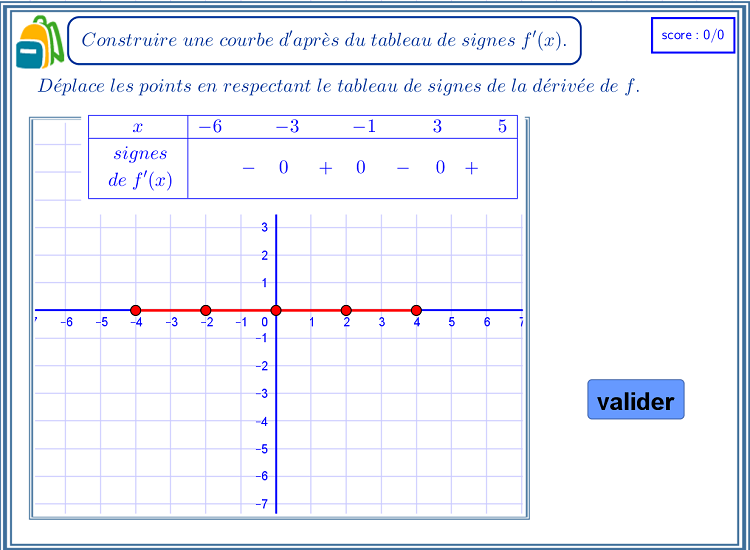 Construire une courbe d'après du tableau de signes f′(x).
score : 0/0
Déplace les points en respectant le tableau de signes de la dérivée de f.
x −6 −3 −1 3 5
signes
− 0 + 0 − 0 +
de f′(x)
3
2
1
7 −6 −5 −4 −3 −2 −1 0 1 2 3 4 5 6 7
−1
−2
−3
valider
−4
−5
−6
−7